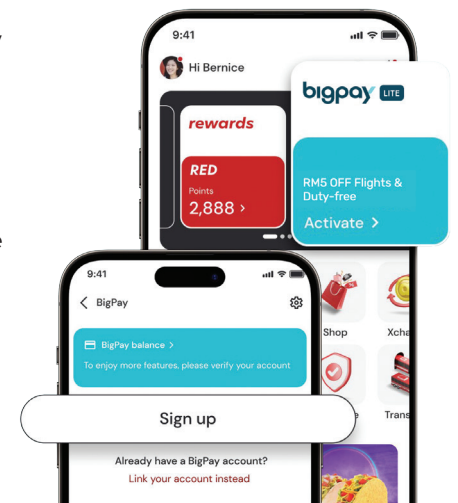 9:41
Hi Bernice
bigpay LITE
rewards
RED
Points
2,888 >
RM5 OFF Flights &
Duty-free
Activate >
9:41
< BigPay
BigPay balance >
To enjoy more features, please verify your account
Shop
Sign up
Already have a BigPay account?
Link your account instead